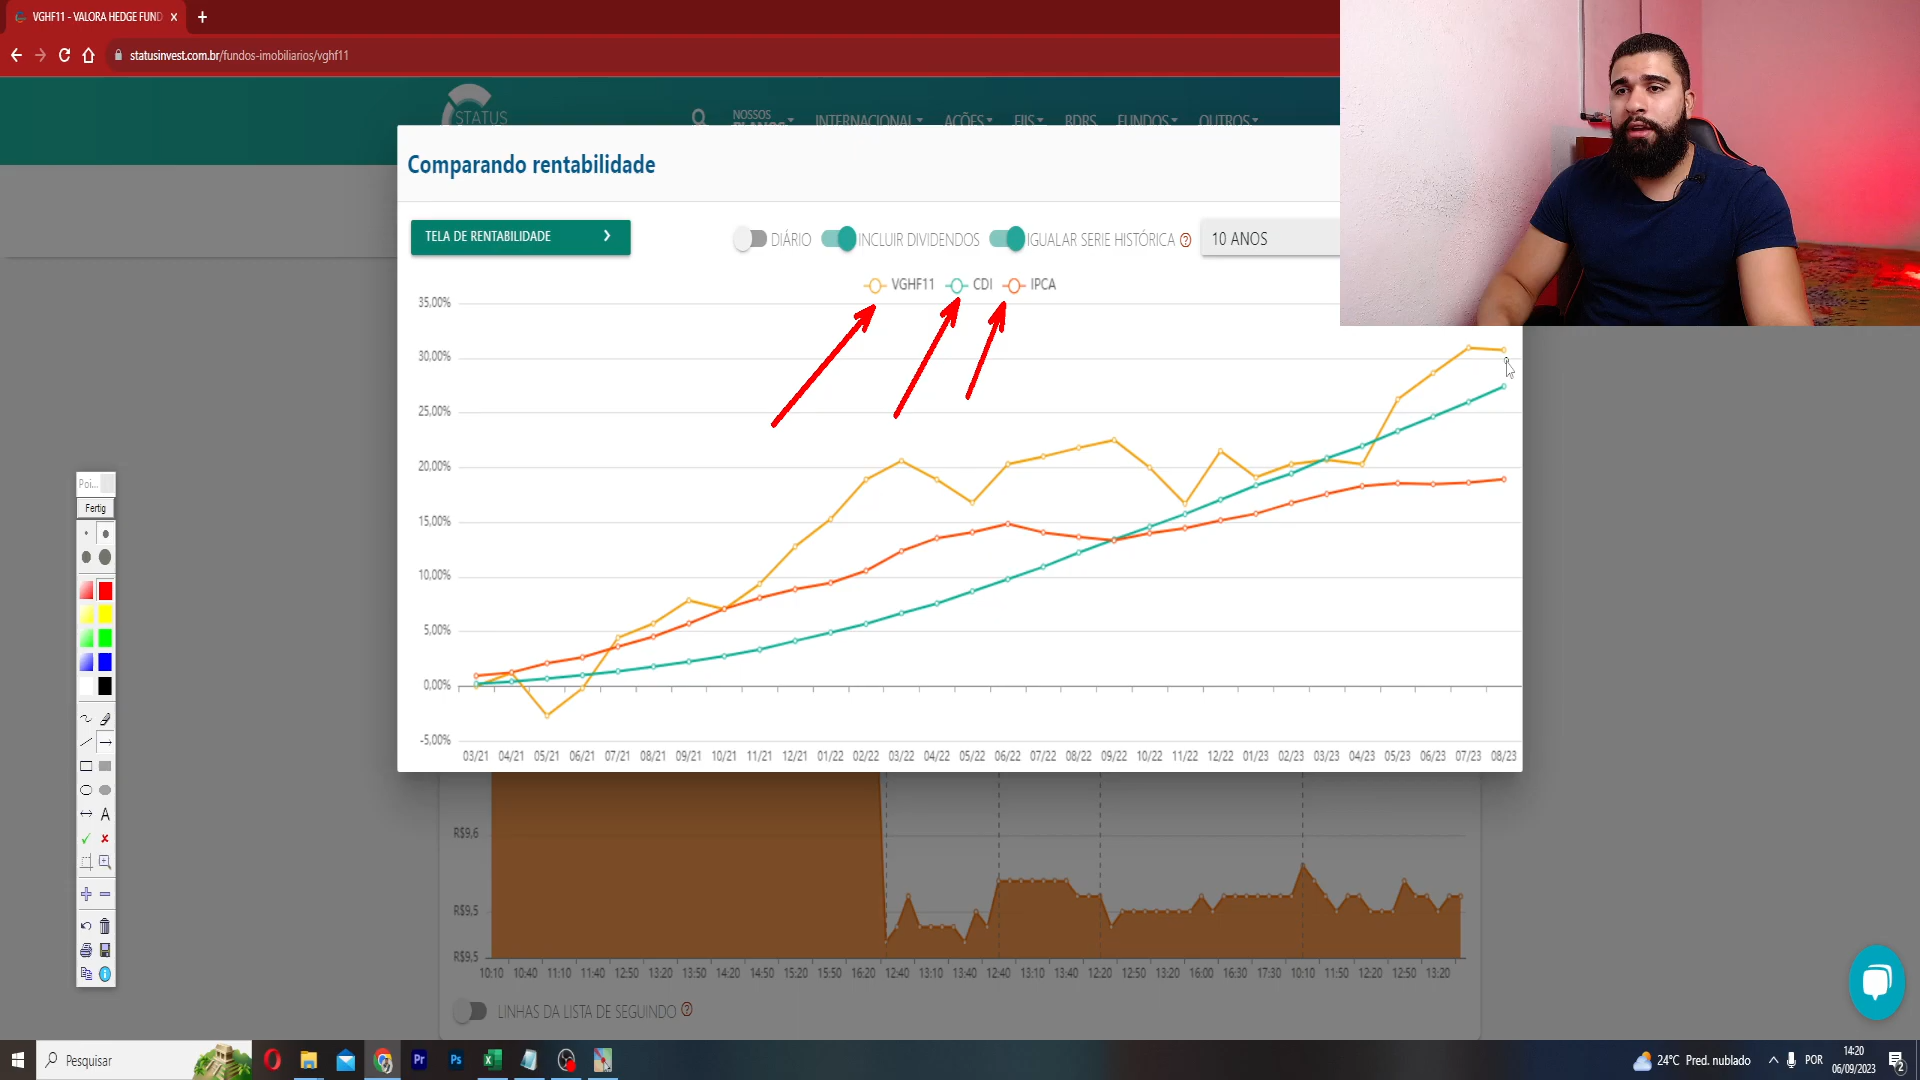 VGHF11 - VALORA HEDGE FUND
statusinvest.com.br/fundos-imobiliarios/vghf11
STATUS
NOSSOS
PLANOS
INTERNACIONAL
AÇÕES
FIIS
BDRS
FUNDOS
OUTROS
Comparando rentabilidade
TELA DE RENTABILIDADE
DIÁRIO
INCLUIR DIVIDENDOS
IGUALAR SERIE HISTÓRICA
10 ANOS
VGHF11 CDI IPCA
35,00%
30,00%
25,00%
20,00%
15,00%
10,00%
5,00%
0,00%
-5,00%
03/21 04/21 05/21 06/21 07/21 08/21 09/21 10/21 11/21 12/21 01/22 02/22 03/22 04/22 05/22 06/22 07/22 08/22 09/22 10/22 11/22 12/22 01/23 02/23 03/23 04/23 05/23 06/23 07/23 08/23
Poi...
Fertig
A
R$9,6
R$9,5
R$9,5
10:10 10:40 11:10 11:40 12:50 13:20 13:50 14:20 14:50 15:20 15:50 16:20 12:40 13:10 13:40 12:40 13:10 13:40 12:20 12:50 13:20 16:00 16:30 17:30 10:10 11:50 12:20 12:50 13:20
LINHAS DA LISTA DE SEGUINDO
Pesquisar
Pr
Ps
24°C Pred. nublado
POR
14:20
06/09/2023
2